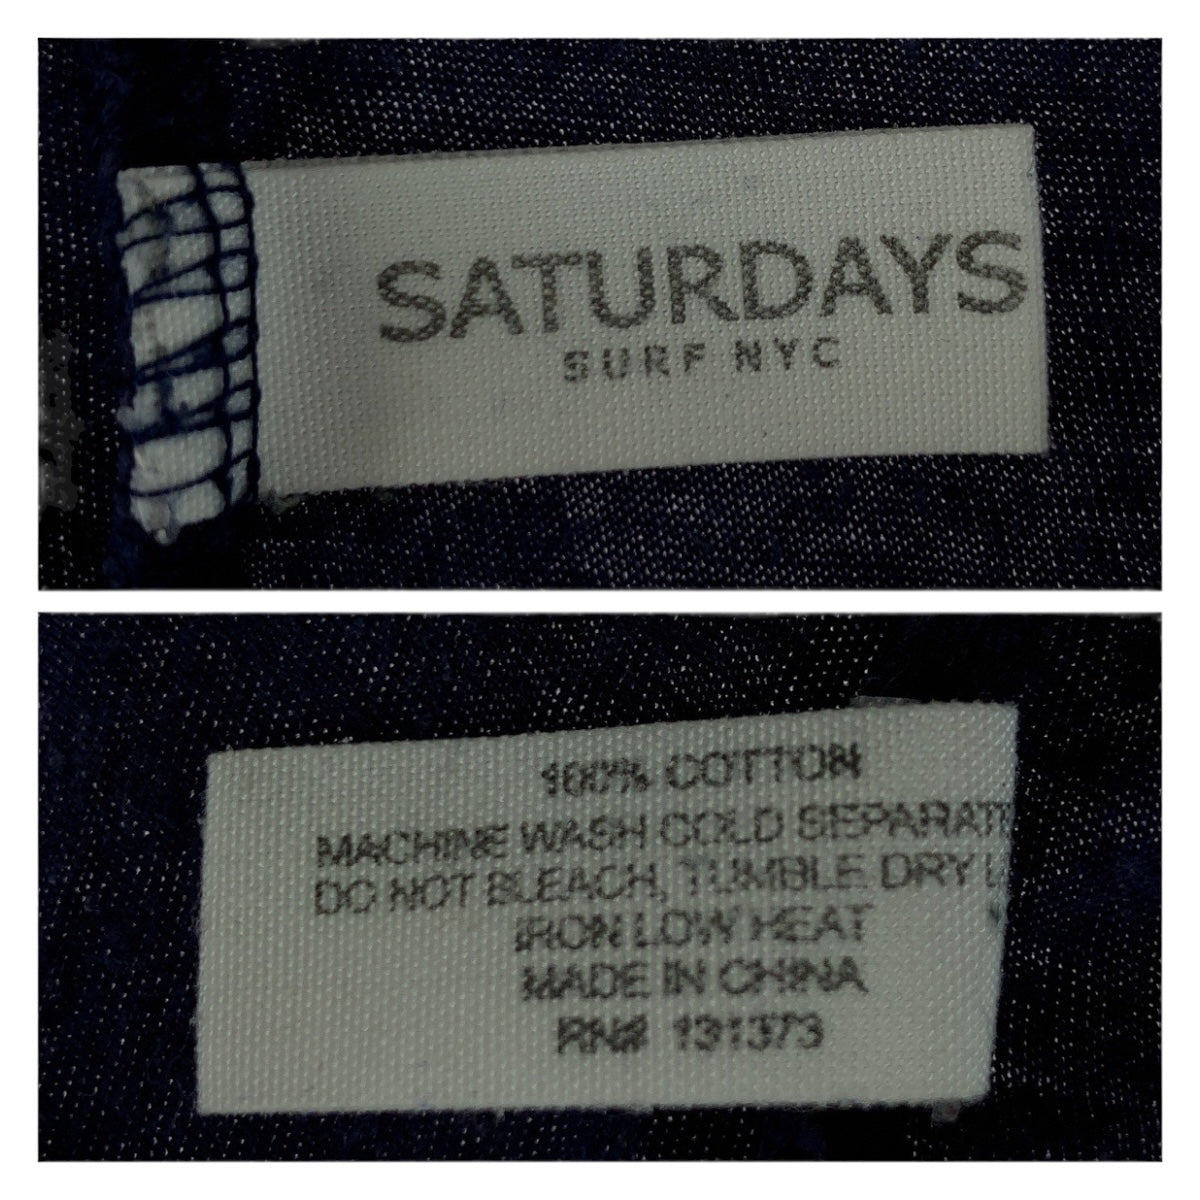 SATURDAYS
SURF NYC
100% COTTON
MACHINE WASH COLD SEPARAT
DO NOT BLEACH, TUMBLE DRY L
IRON LOW HEAT
MADE IN CHINA
RN# 131373